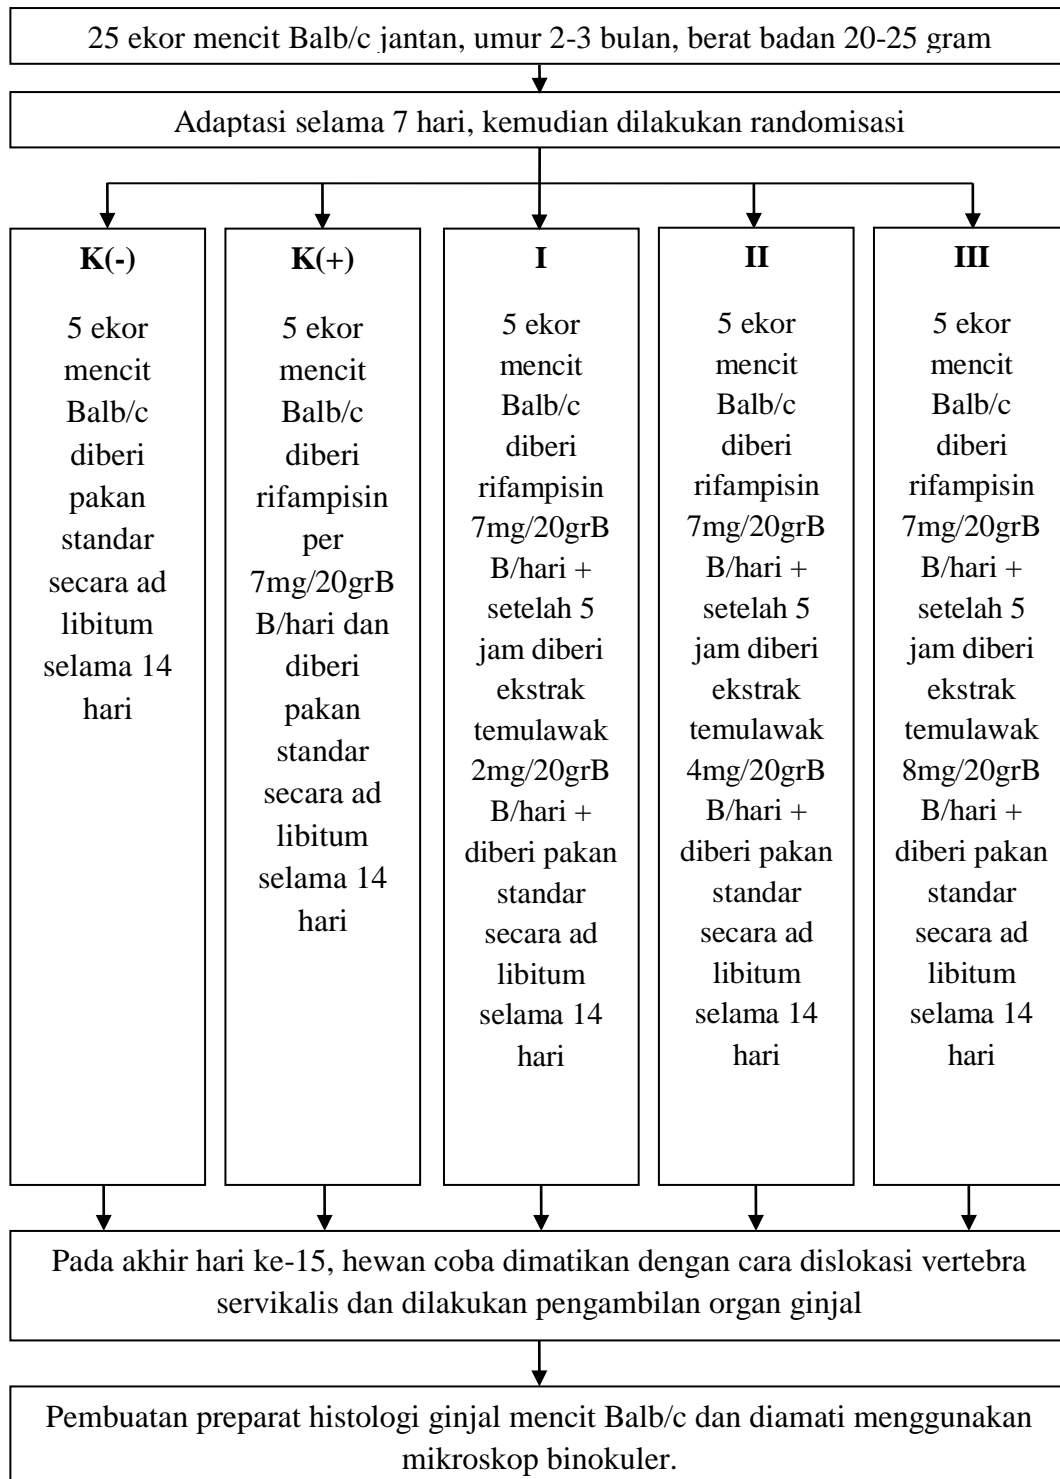 25 ekor mencit Balb/c jantan, umur 2-3 bulan, berat badan 20-25 gram
Adaptasi selama 7 hari, kemudian dilakukan randomisasi
K(-)
5 ekor
mencit
Balb/c
diberi
pakan
standar
secara ad
libitum
selama 14
hari
K(+)
5 ekor
mencit
Balb/c
diberi
rifampisin
per
7mg/20grB
B/hari dan
diberi
pakan
standar
secara ad
libitum
selama 14
hari
I
5 ekor
mencit
Balb/c
diberi
rifampisin
7mg/20grB
B/hari +
setelah 5
jam diberi
ekstrak
temulawak
2mg/20grB
B/hari +
diberi pakan
standar
secara ad
libitum
selama 14
hari
II
5 ekor
mencit
Balb/c
diberi
rifampisin
7mg/20grB
B/hari +
setelah 5
jam diberi
ekstrak
temulawak
4mg/20grB
B/hari +
diberi pakan
standar
secara ad
libitum
selama 14
hari
III
5 ekor
mencit
Balb/c
diberi
rifampisin
7mg/20grB
B/hari +
setelah 5
jam diberi
ekstrak
temulawak
8mg/20grB
B/hari +
diberi pakan
standar
secara ad
libitum
selama 14
hari
Pada akhir hari ke-15, hewan coba dimatikan dengan cara dislokasi vertebra
servikalis dan dilakukan pengambilan organ ginjal
Pembuatan preparat histologi ginjal mencit Balb/c dan diamati menggunakan
mikroskop binokuler.